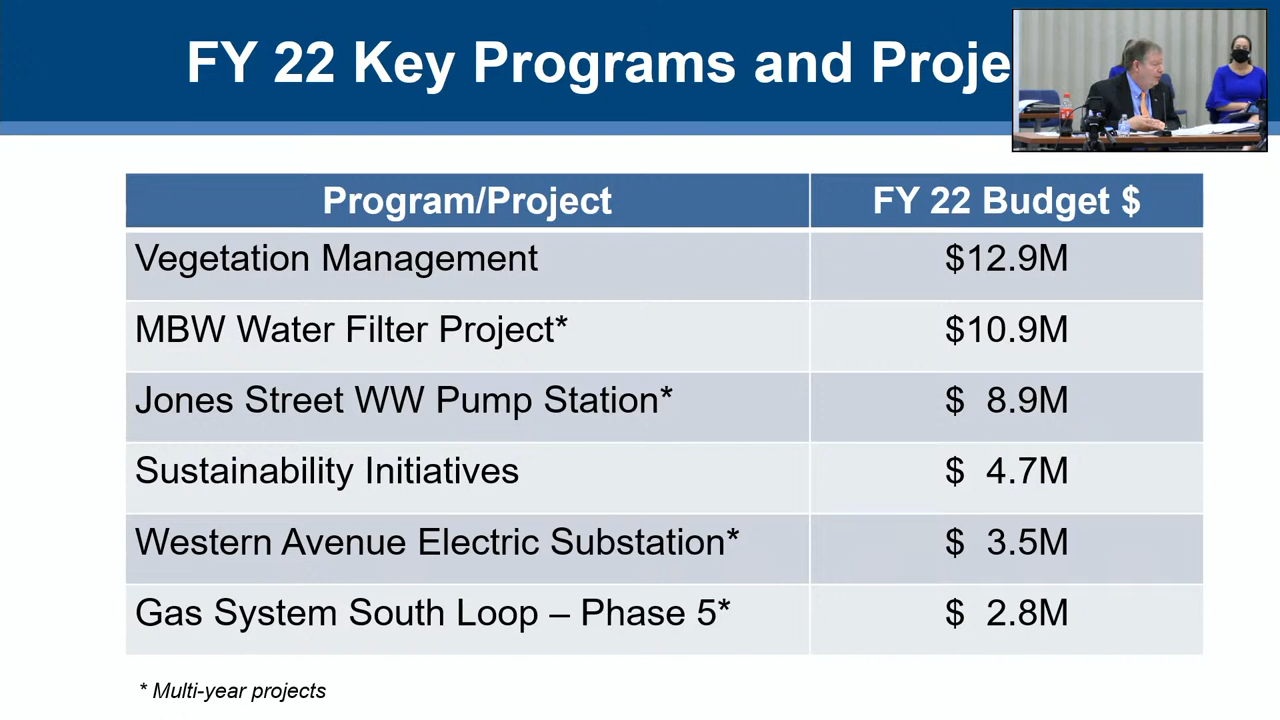 FY 22 Key Programs and Proje
Program/Project FY 22 Budget $
Vegetation Management $12.9M
MBW Water Filter Project* $10.9M
Jones Street WW Pump Station* $ 8.9M
Sustainability Initiatives $ 4.7M
Western Avenue Electric Substation* $ 3.5M
Gas System South Loop – Phase 5* $ 2.8M
* Multi-year projects